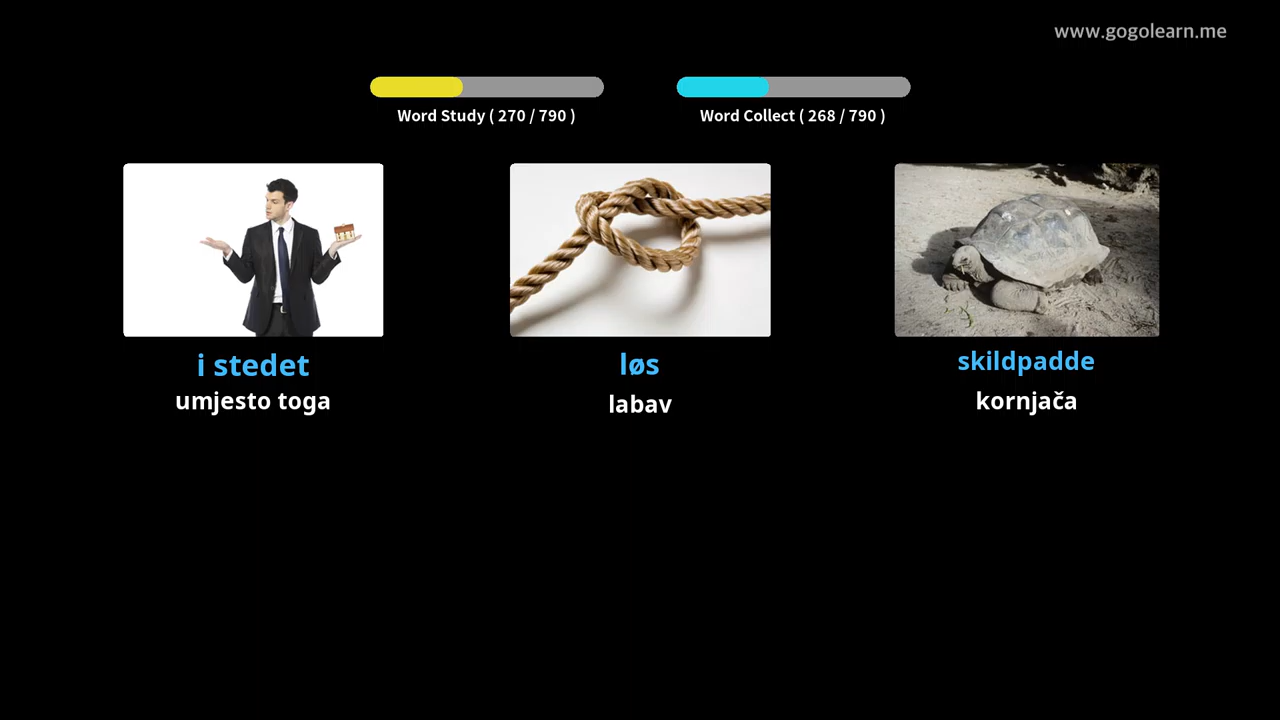 www.gogolearn.me
Word Study ( 270 / 790 )
Word Collect ( 268 / 790 )
i stedet
umjesto toga
løs
labav
skildpadde
kornjača